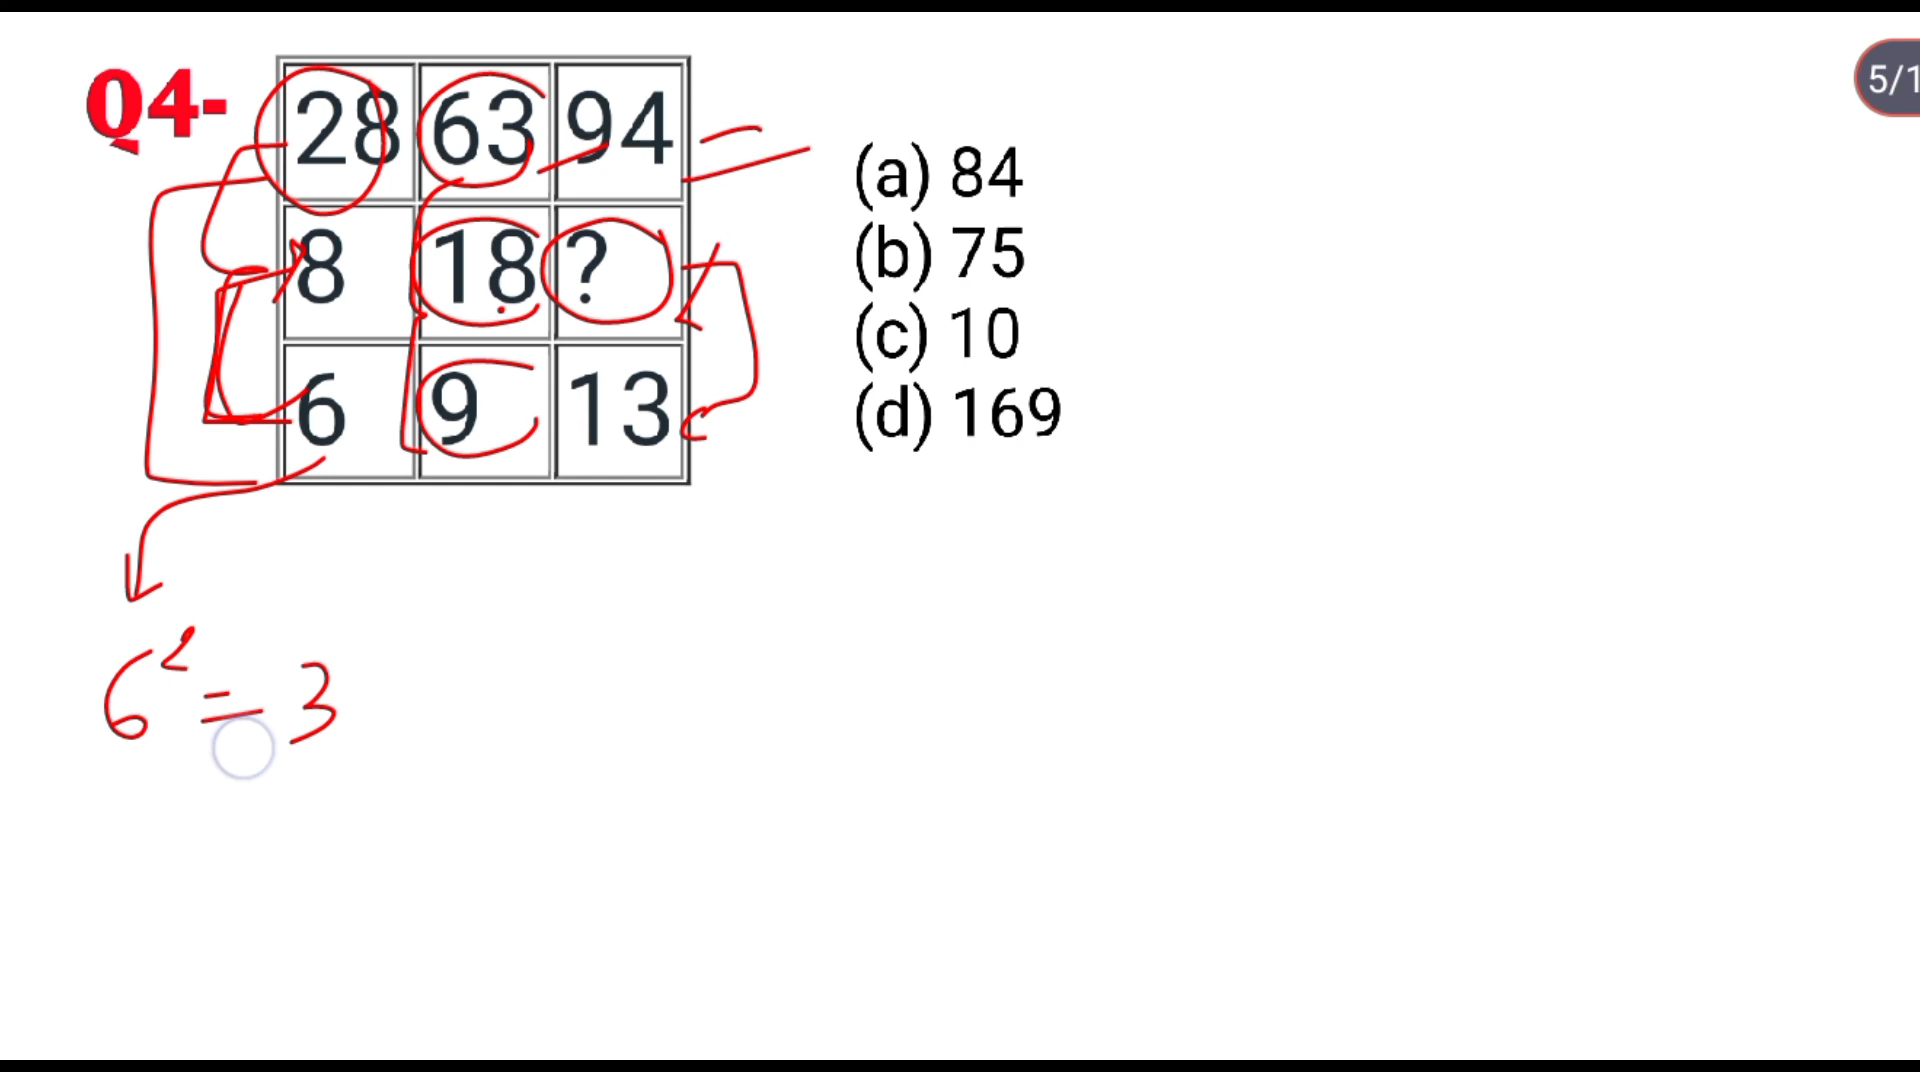 Q4-
28 63 94
8 18 ?
6 9 13
(a) 84
(b) 75
(c) 10
(d) 169
5/1
6² = 3